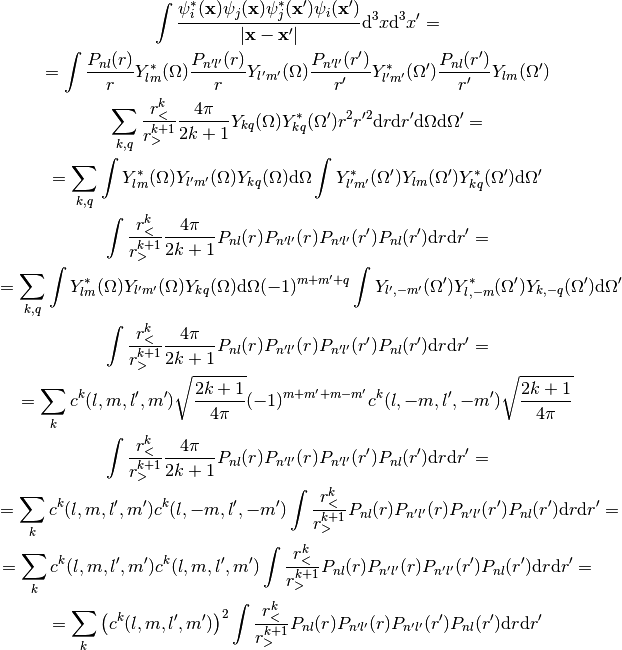 \int \frac{\psi_i^*(\mathbf{x})\psi_j(\mathbf{x})\psi_j^*(\mathbf{x}')\psi_i(\mathbf{x}')}{|\mathbf{x}-\mathbf{x}'|} \mathrm{d}^3x \mathrm{d}^3x' =
= \int \frac{P_{nl}(r)}{r} Y_{lm}^*(\Omega) \frac{P_{n'l'}(r)}{r} Y_{l'm'}(\Omega) \frac{P_{n'l'}(r')}{r'} Y_{l'm'}^*(\Omega') \frac{P_{nl}(r')}{r'} Y_{lm}(\Omega')
\sum_{k,q} \frac{r_<^k}{r_>^{k+1}} \frac{4\pi}{2k+1} Y_{kq}(\Omega) Y_{kq}^*(\Omega') r^2 r'^2 \mathrm{d}r \mathrm{d}r' \mathrm{d}\Omega \mathrm{d}\Omega' =
= \sum_{k,q} \int Y_{lm}^*(\Omega) Y_{l'm'}(\Omega) Y_{kq}(\Omega) \mathrm{d}\Omega \int Y_{l'm'}^*(\Omega') Y_{lm}(\Omega') Y_{kq}^*(\Omega') \mathrm{d}\Omega'
\int \frac{r_<^k}{r_>^{k+1}} \frac{4\pi}{2k+1} P_{nl}(r) P_{n'l'}(r) P_{n'l'}(r') P_{nl}(r') \mathrm{d}r \mathrm{d}r' =
= \sum_{k,q} \int Y_{lm}^*(\Omega) Y_{l'm'}(\Omega) Y_{kq}(\Omega) \mathrm{d}\Omega (-1)^{m+m'+q} \int Y_{l',-m'}(\Omega') Y_{l,-m}^*(\Omega') Y_{k,-q}(\Omega') \mathrm{d}\Omega'
\int \frac{r_<^k}{r_>^{k+1}} \frac{4\pi}{2k+1} P_{nl}(r) P_{n'l'}(r) P_{n'l'}(r') P_{nl}(r') \mathrm{d}r \mathrm{d}r' =
= \sum_k c^k(l,m,l',m') \sqrt{\frac{2k+1}{4\pi}} (-1)^{m+m'+m-m'} c^k(l,-m,l',-m') \sqrt{\frac{2k+1}{4\pi}}
\int \frac{r_<^k}{r_>^{k+1}} \frac{4\pi}{2k+1} P_{nl}(r) P_{n'l'}(r) P_{n'l'}(r') P_{nl}(r') \mathrm{d}r \mathrm{d}r' =
= \sum_k c^k(l,m,l',m') c^k(l,-m,l',-m') \int \frac{r_<^k}{r_>^{k+1}} P_{nl}(r) P_{n'l'}(r) P_{n'l'}(r') P_{nl}(r') \mathrm{d}r \mathrm{d}r' =
= \sum_k c^k(l,m,l',m') c^k(l,m,l',m') \int \frac{r_<^k}{r_>^{k+1}} P_{nl}(r) P_{n'l'}(r) P_{n'l'}(r') P_{nl}(r') \mathrm{d}r \mathrm{d}r' =
= \sum_k \left( c^k(l,m,l',m') \right)^2 \int \frac{r_<^k}{r_>^{k+1}} P_{nl}(r) P_{n'l'}(r) P_{n'l'}(r') P_{nl}(r') \mathrm{d}r \mathrm{d}r'